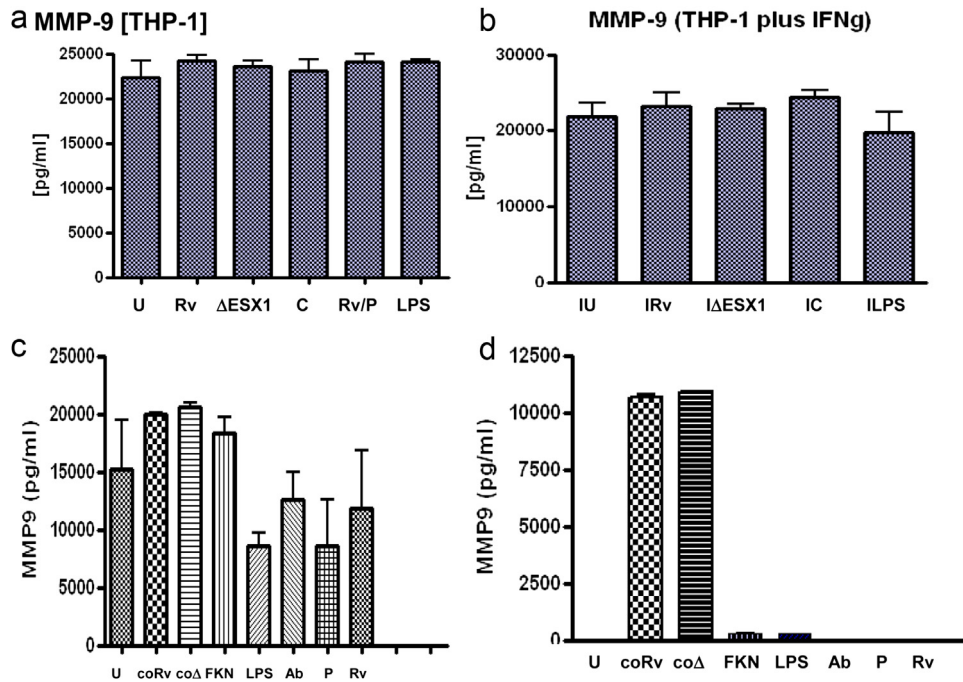 a MMP-9 [THP-1]
[pg/ml]
25000
20000
15000
10000
5000
0
U Rv ΔESX1 C Rv/P LPS
b MMP-9 (THP-1 plus IFNg)
[pg/ml]
30000
20000
10000
0
IU IRv IΔESX1 IC ILPS
c
MMP9 (pg/ml)
25000
20000
15000
10000
5000
0
U coRv coΔ FKN LPS Ab P Rv
d
MMP9 (pg/ml)
12500
10000
7500
5000
2500
0
U coRv coΔ FKN LPS Ab P Rv